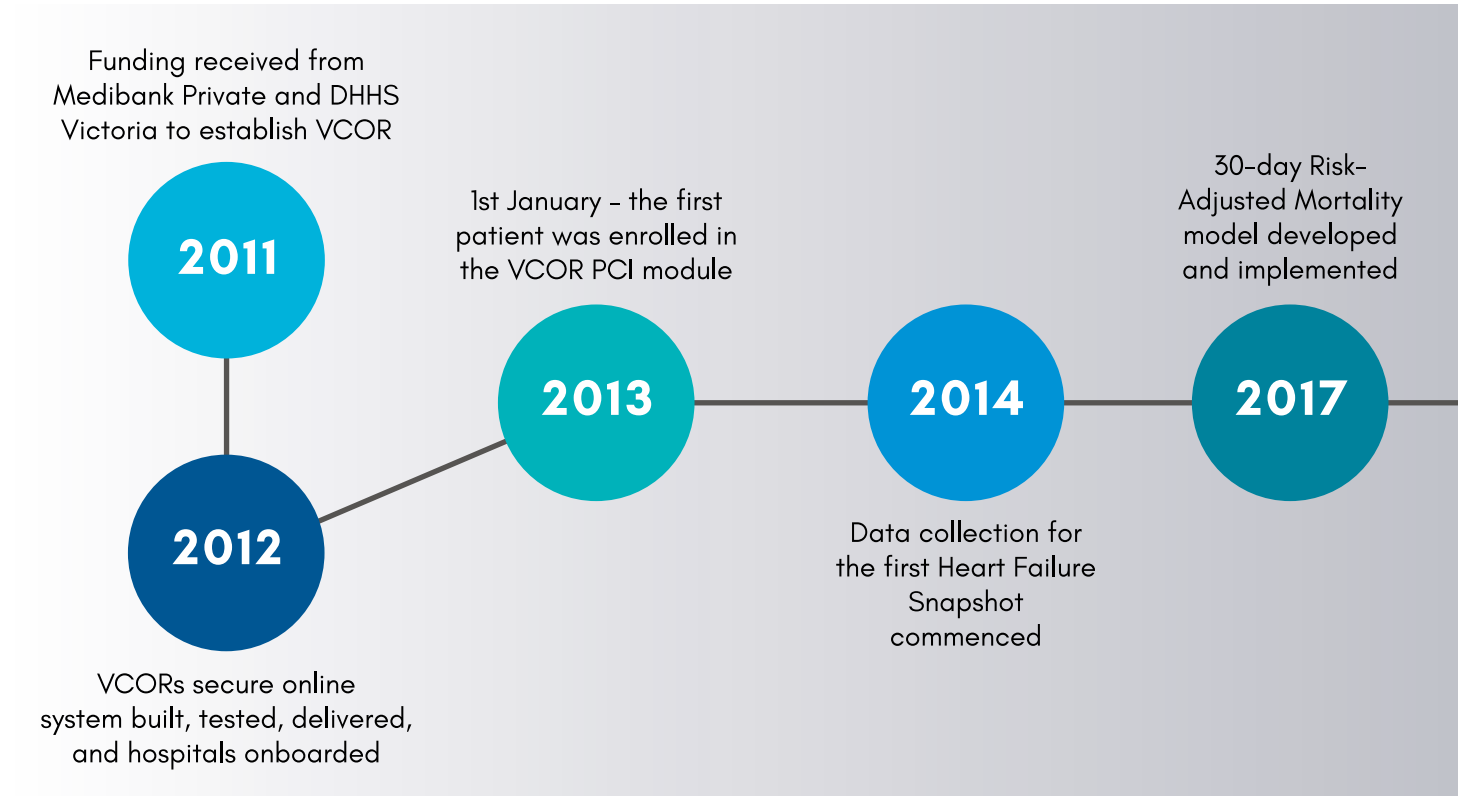 Funding received from
Medibank Private and DHHS
Victoria to establish VCOR
2011
2012
VCORs secure online
system built, tested, delivered,
and hospitals onboarded
1st January - the first
patient was enrolled in
the VCOR PCI module
2013
2014
Data collection for
the first Heart Failure
Snapshot
commenced
30-day Risk-
Adjusted Mortality
model developed
and implemented
2017